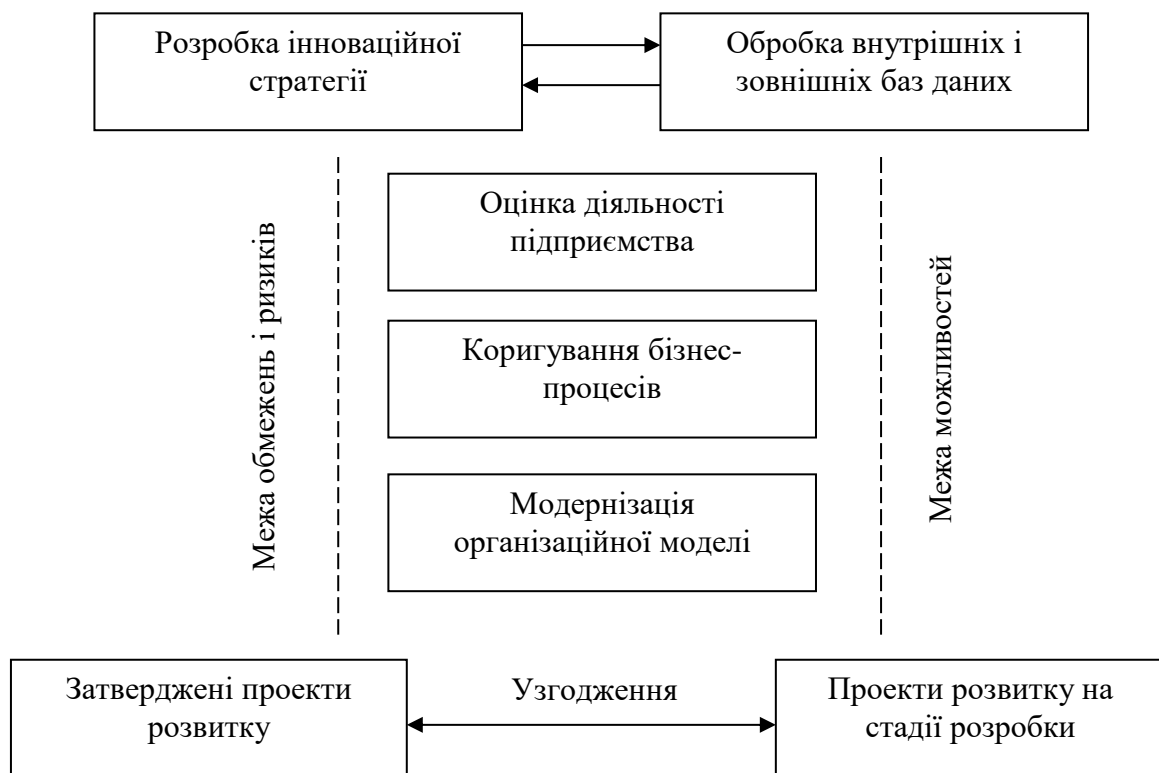 Розробка інноваційної
стратегії
Обробка внутрішніх і
зовнішніх баз даних
Межа обмежень і ризиків
Оцінка діяльності
підприємства
Коригування бізнес-
процесів
Модернізація
організаційної моделі
Межа можливостей
Затверджені проекти
розвитку
Узгодження
Проекти розвитку на
стадії розробки